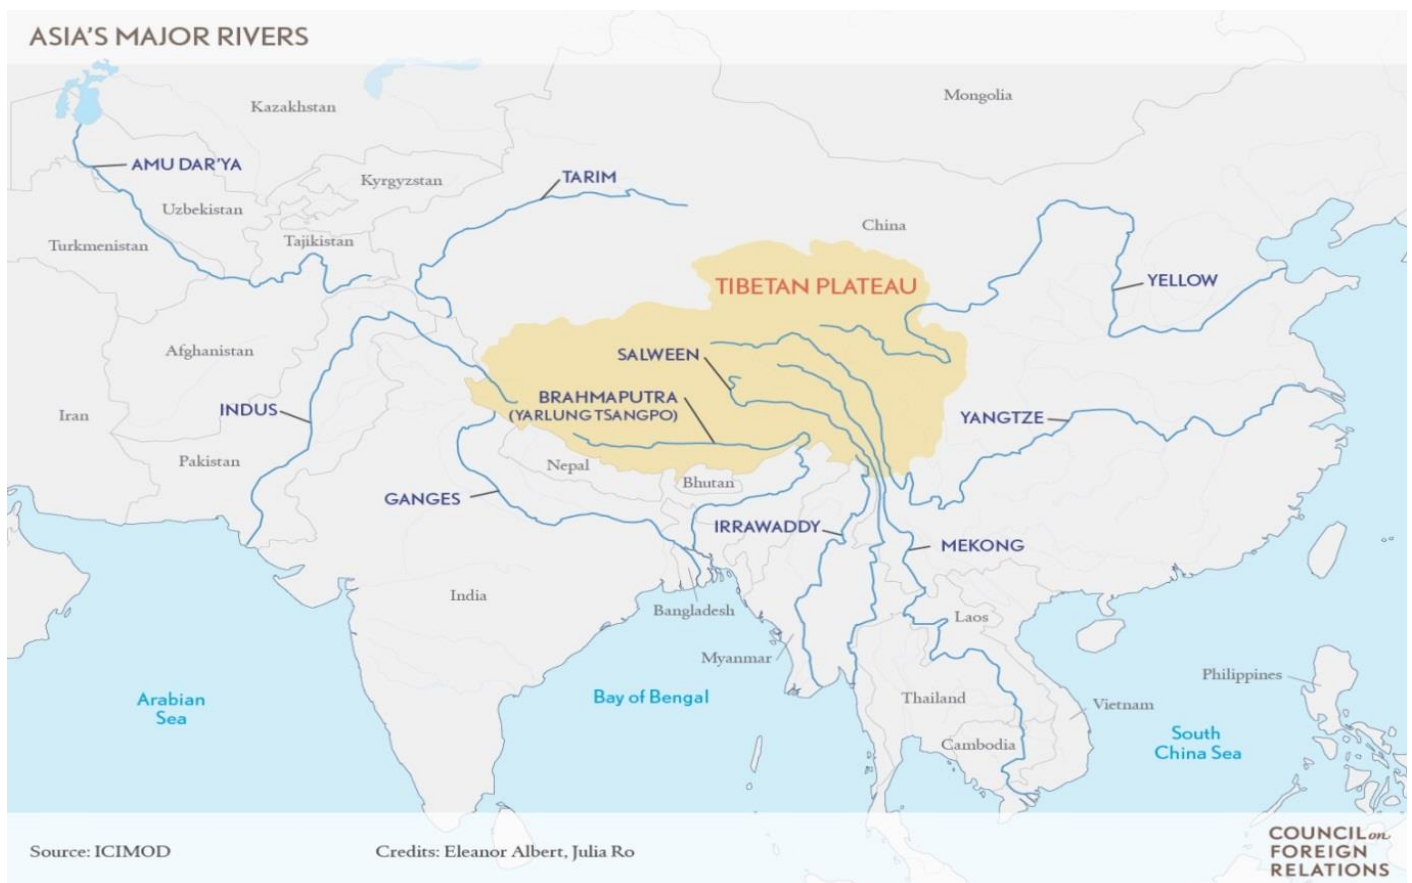 ASIA'S MAJOR RIVERS
Kazakhstan
Mongolia
AMU DAR'YA
TARIM
Kyrgyzstan
Uzbekistan
China
Turkmenistan
Tajikistan
TIBETAN PLATEAU
YELLOW
Afghanistan
SALWEEN
BRAHMAPUTRA
(YARLUNG TSANGPO)
INDUS
Iran
YANGTZE
Pakistan
Nepal
Bhutan
GANGES
IRRAWADDY
MEKONG
India
Bangladesh
Laos
Myanmar
Philippines
Arabian
Sea
Bay of Bengal
Thailand
Vietnam
Cambodia
South
China Sea
Source: ICIMOD
Credits: Eleanor Albert, Julia Ro
COUNCIL on
FOREIGN
RELATIONS